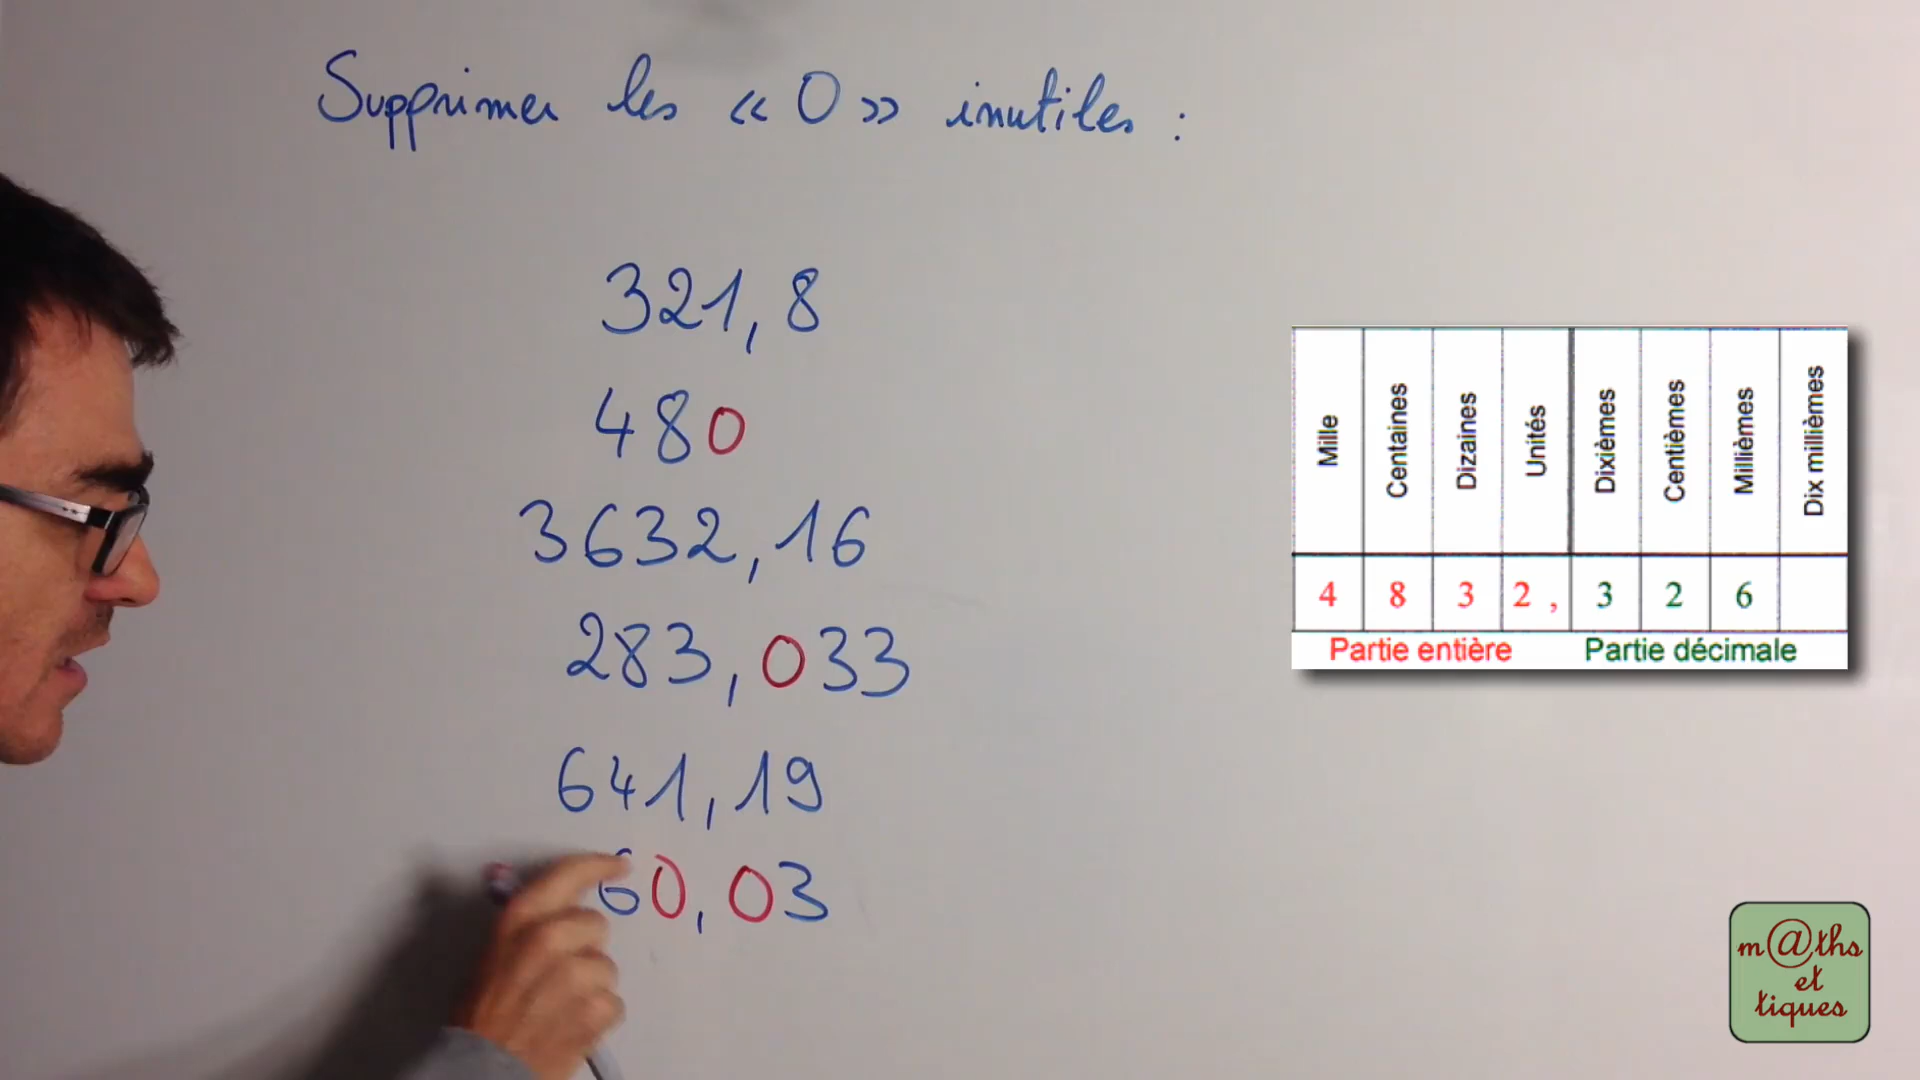 Supprimer les « 0 » inutiles :
321,8
480
3632,16
283,033
641,19
60,03
Mille Centaines Dizaines Unités Dixièmes Centièmes Millièmes Dix millièmes
4 8 3 2 , 3 2 6
Partie entière Partie décimale
m@ths
et
tiques